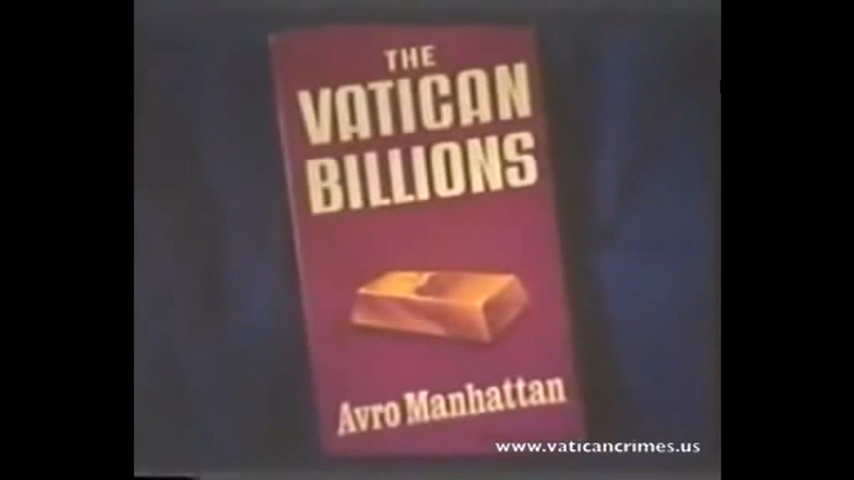 THE
VATICAN
BILLIONS
Avro Manhattan
www.vaticancrimes.us